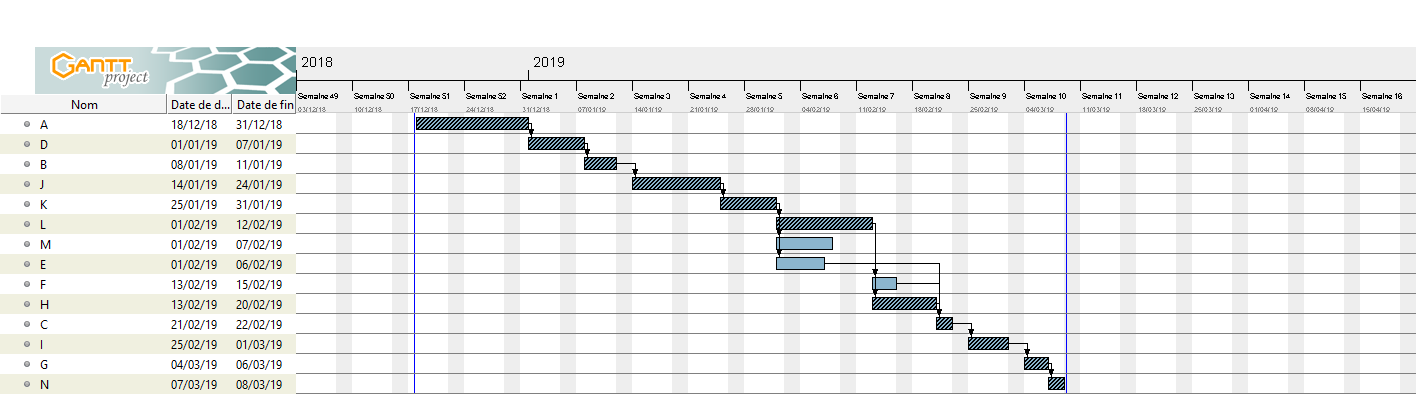 GANTT project
2018 2019
Semaine 49 Semaine 50 Semaine 51 Semaine 52 Semaine 1 Semaine 2 Semaine 3 Semaine 4 Semaine 5 Semaine 6 Semaine 7 Semaine 8 Semaine 9 Semaine 10 Semaine 11 Semaine 12 Semaine 13 Semaine 14 Semaine 15 Semaine 16
Nom Date de d... Date de fin
03/12/18 10/12/18 17/12/18 24/12/18 31/12/18 07/01/19 14/01/19 21/01/19 28/01/19 04/02/19 11/02/19 18/02/19 25/02/19 04/03/19 11/03/19 18/03/19 25/03/19 01/04/19 08/04/19 15/04/19
A 18/12/18 31/12/18
D 01/01/19 07/01/19
B 08/01/19 11/01/19
J 14/01/19 24/01/19
K 25/01/19 31/01/19
L 01/02/19 12/02/19
M 01/02/19 07/02/19
E 01/02/19 06/02/19
F 13/02/19 15/02/19
H 13/02/19 20/02/19
C 21/02/19 22/02/19
I 25/02/19 01/03/19
G 04/03/19 06/03/19
N 07/03/19 08/03/19